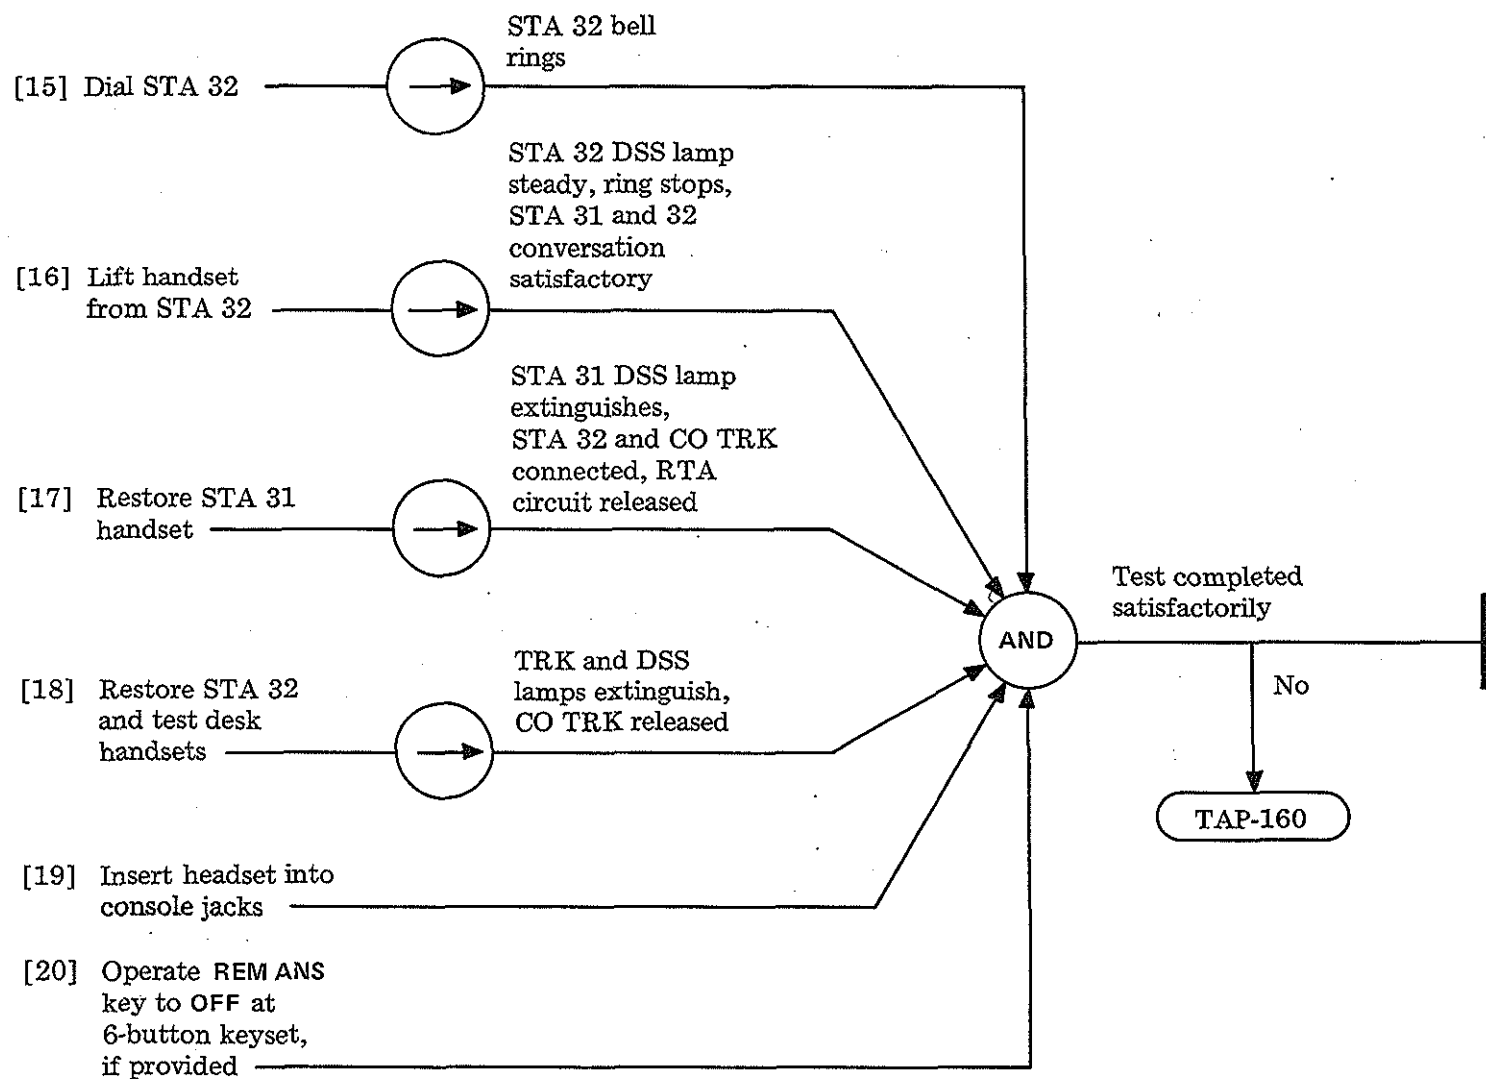 STA 32 bell
rings
[15] Dial STA 32
STA 32 DSS lamp
steady, ring stops,
STA 31 and 32
conversation
satisfactory
[16] Lift handset
from STA 32
STA 31 DSS lamp
extinguishes,
STA 32 and CO TRK
connected, RTA
circuit released
[17] Restore STA 31
handset
Test completed
satisfactorily
AND
No
TRK and DSS
lamps extinguish,
CO TRK released
[18] Restore STA 32
and test desk
handsets
TAP-160
[19] Insert headset into
console jacks
[20] Operate REM ANS
key to OFF at
6-button keyset,
if provided